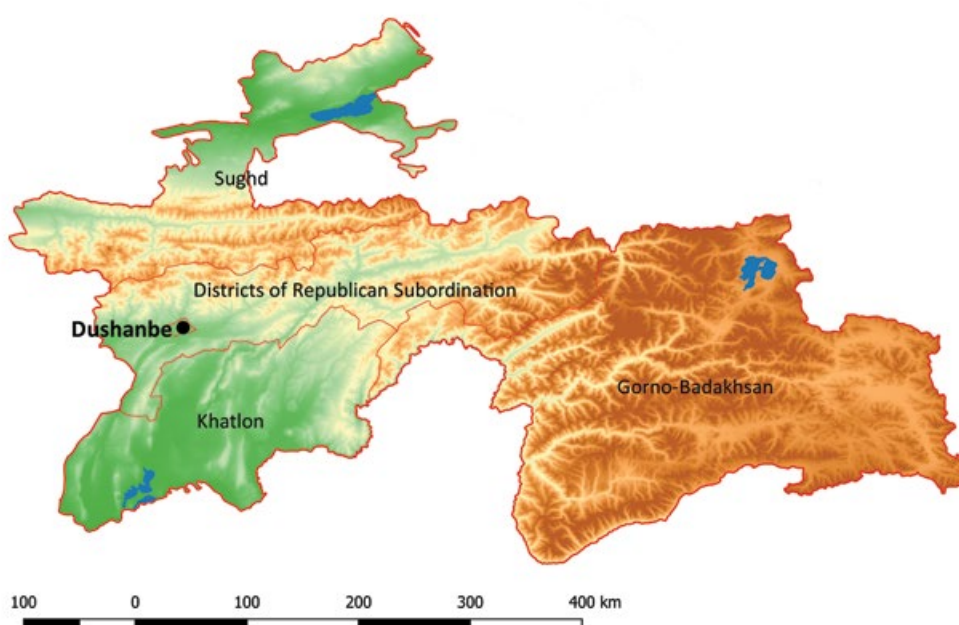 Sughd
Districts of Republican Subordination
Dushanbe
Gorno-Badakhsan
Khatlon
100 0 100 200 300 400 km